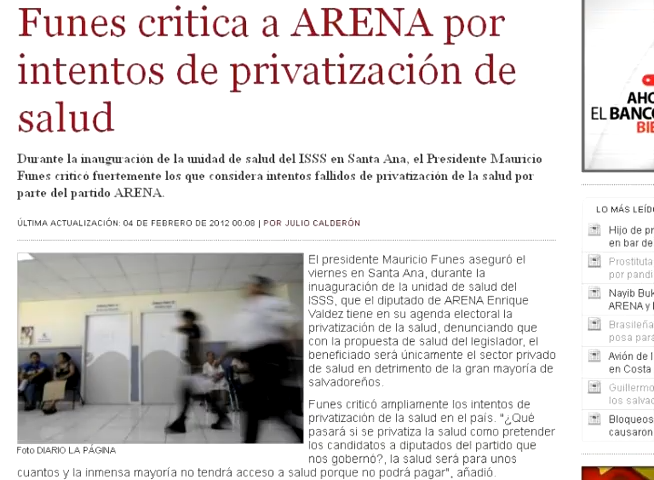 Funes critica a ARENA por
intentos de privatización de
salud
Durante la inauguración de la unidad de salud del ISSS en Santa Ana, el Presidente Mauricio
Funes criticó fuertemente los que considera intentos fallidos de privatización de la salud por
parte del partido ARENA.
ÚLTIMA ACTUALIZACIÓN: 04 DE FEBRERO DE 2012 00:08 | POR JULIO CALDERÓN
El presidente Mauricio Funes aseguró el
viernes en Santa Ana, durante la
inuaguración de la unidad de salud del
ISSS, que el diputado de ARENA Enrique
Valdez tiene en su agenda electoral la
privatización de la salud, denunciando que
con la propuesta de salud del legislador, el
beneficiado será únicamente el sector privado
de salud en detrimento de la gran mayoría de
salvadoreños.
Funes criticó ampliamente los intentos de
privatización de la salud en el país. "¿Qué
pasará si se privatiza la salud como pretender
los candidatos a diputados del partido que
nos gobernó?, la salud será para unos
cuantos y la inmensa mayoría no tendrá acceso a salud porque no podrá pagar", añadió.
Foto DIARIO LA PÁGINA
EL BANC
LO MÁS LEÍD
Hijo de pr
en bar de
Prostituta
por pandi
Nayib Buk
ARENA y
Brasileña
posa para
Avión de
en Costa
Guillermo
los salvad
Bloqueos
causaron